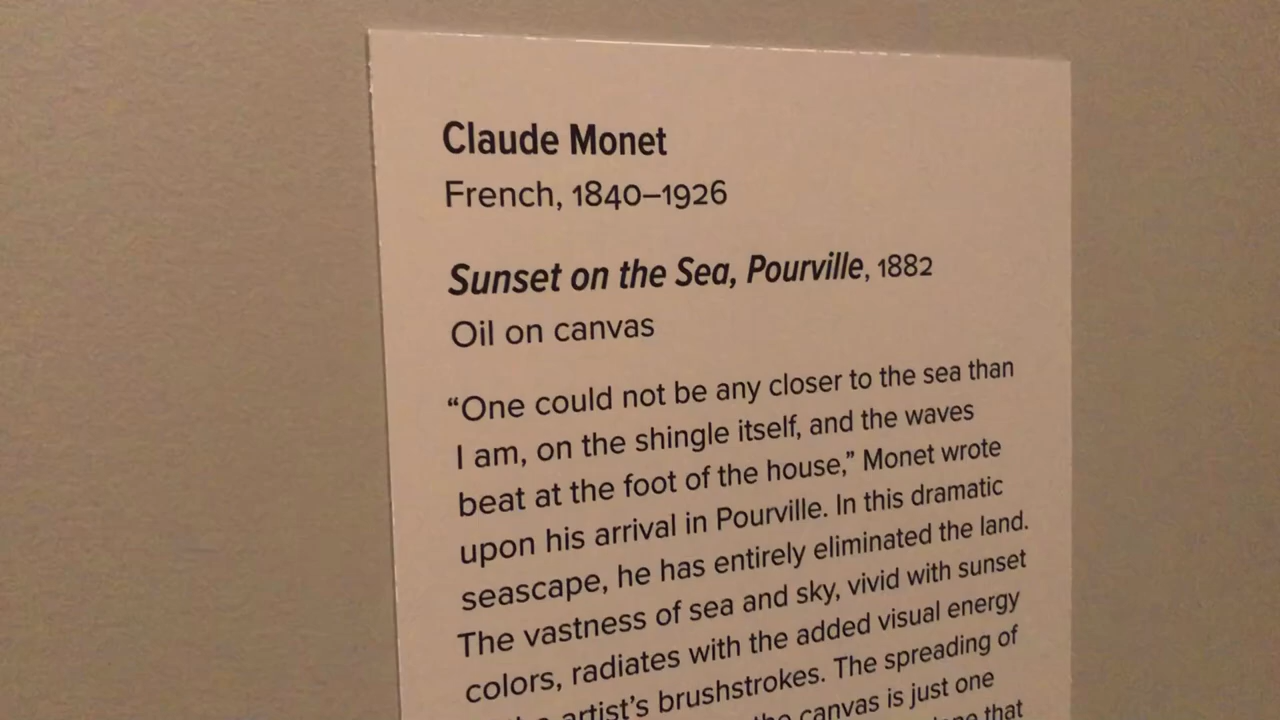 Claude Monet
French, 1840–1926
Sunset on the Sea, Pourville, 1882
Oil on canvas
“One could not be any closer to the sea than
I am, on the shingle itself, and the waves
beat at the foot of the house,” Monet wrote
upon his arrival in Pourville. In this dramatic
seascape, he has entirely eliminated the land.
The vastness of sea and sky, vivid with sunset
colors, radiates with the added visual energy
artist’s brushstrokes. The spreading of
the canvas is just one
that